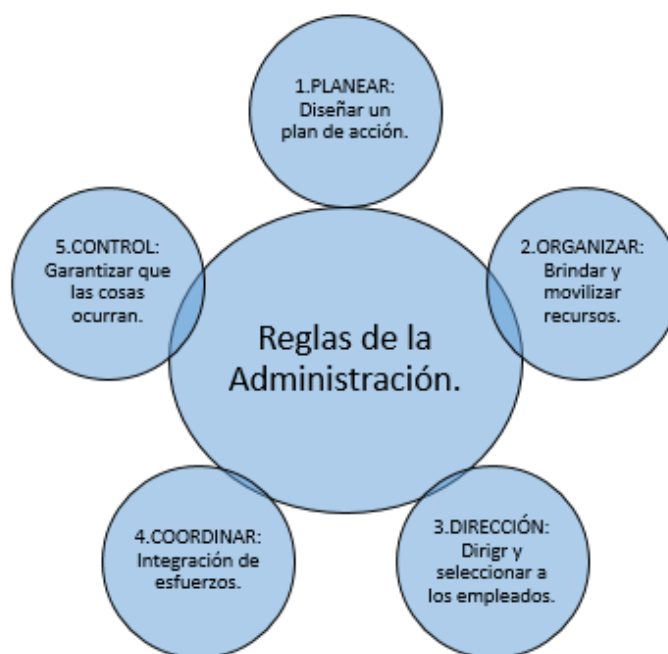 1.PLANEAR:
Diseñar un
plan de acción.
5.CONTROL:
Garantizar que
las cosas
ocurran.
2.ORGANIZAR:
Brindar y
movilizar
recursos.
Reglas de la
Administración.
4.COORDINAR:
Integración de
esfuerzos.
3.DIRECCIÓN:
Dirigr y
seleccionar a
los empleados.